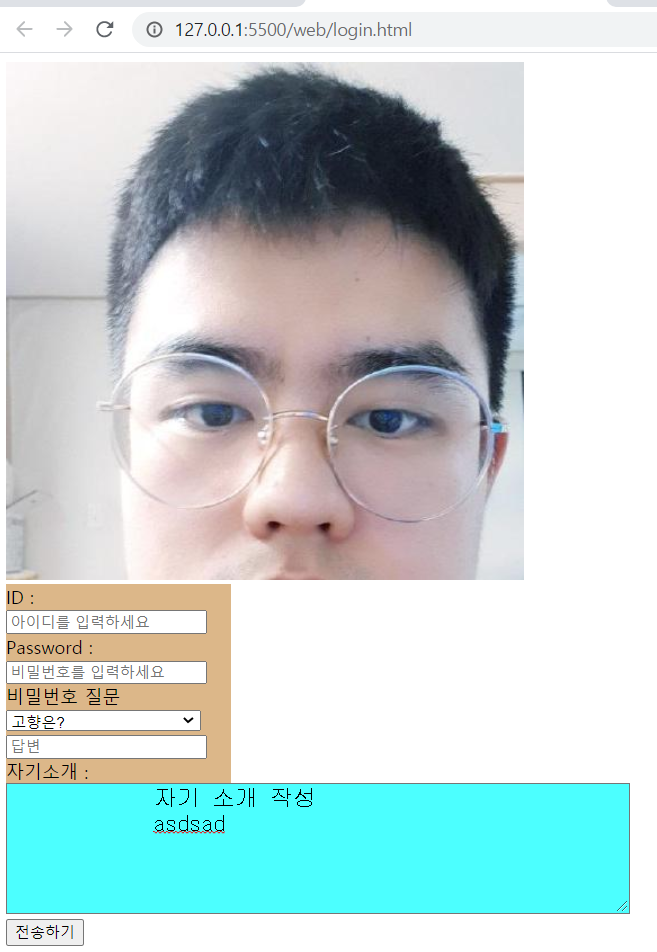 127.0.0.1:5500/web/login.html
ID :
아이디를 입력하세요
Password :
비밀번호를 입력하세요
비밀번호 질문
고향은?
답변
자기소개 :
자기 소개 작성
asdsad
전송하기